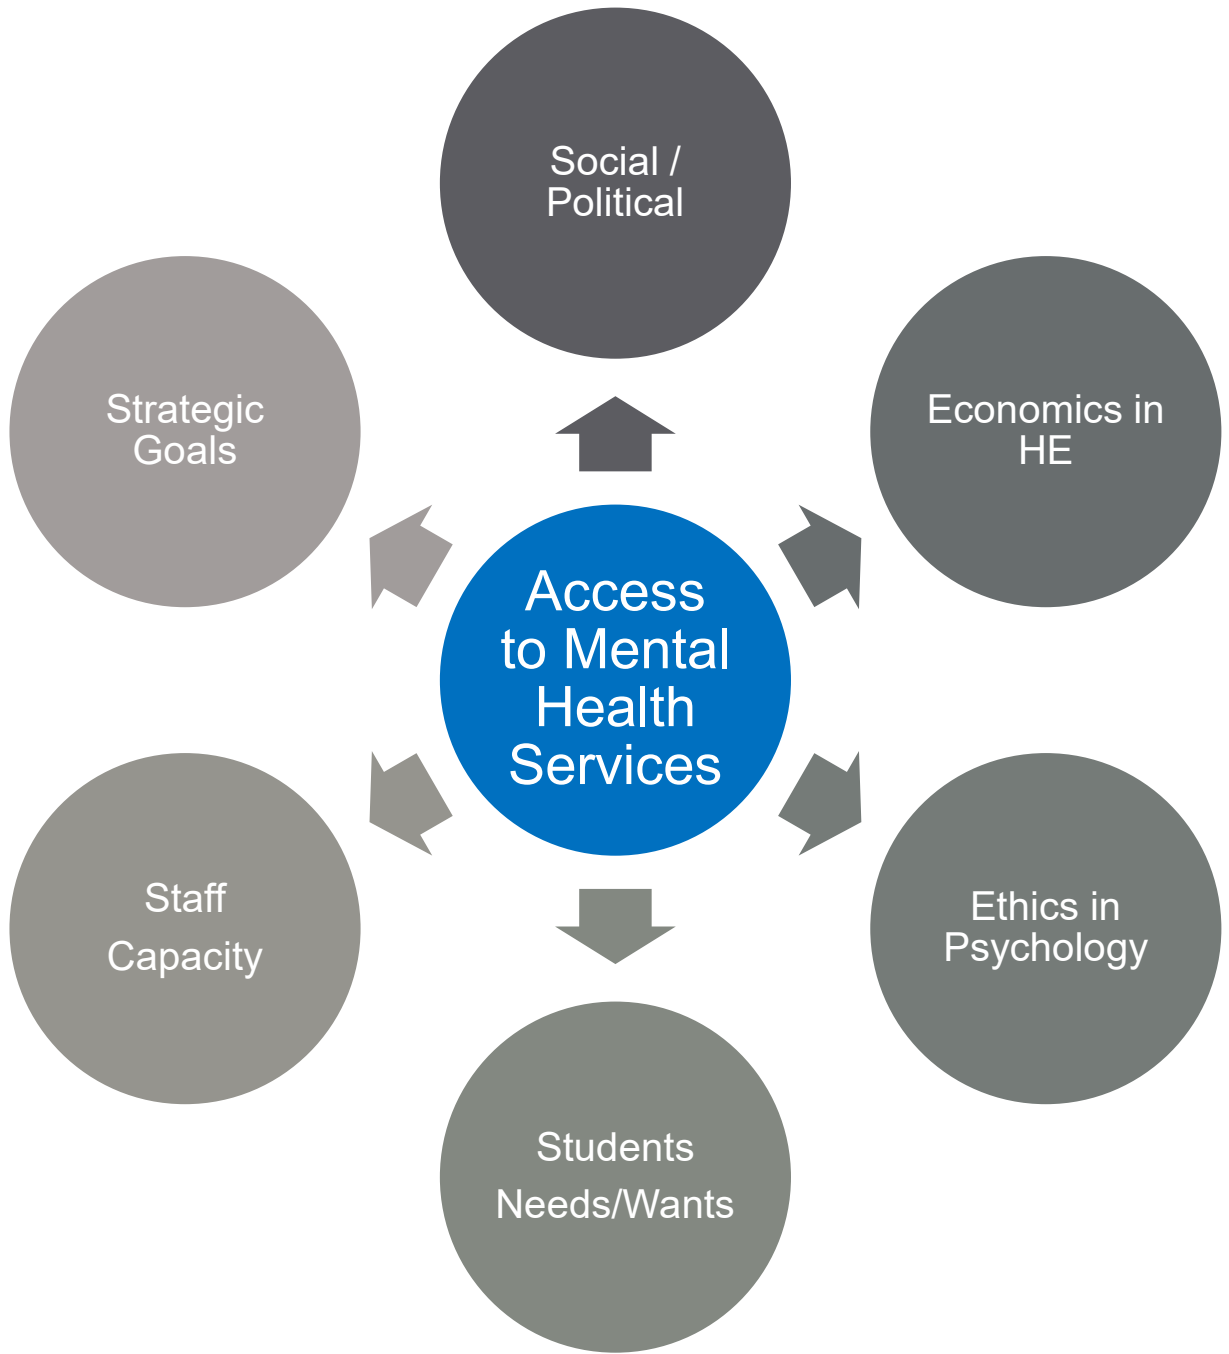 Social /
Political
Strategic
Goals
Economics in
HE
Access
to Mental
Health
Services
Staff
Capacity
Ethics in
Psychology
Students
Needs/Wants